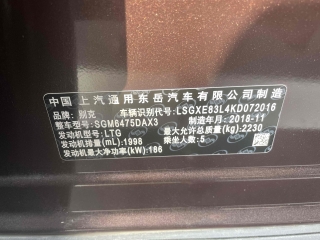 中国 上汽通用东岳汽车有限公司制造
品牌：别克 车辆识别代号：LSGXE83L4KD072016
整车型号：SGM6475DAX3 制造年月：2018-11
发动机型号：LTG 最大允许总质量(kg)：2230
发动机排量(mL)：1998 乘坐人数：5
发动机最大净功率(kW)：186